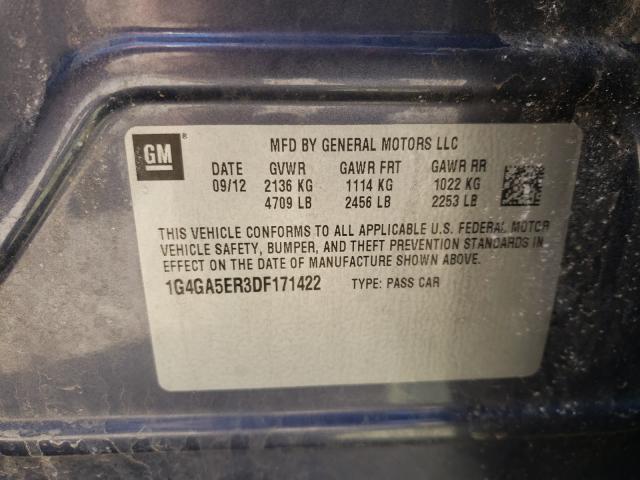 GM ®
MFD BY GENERAL MOTORS LLC
DATE GVWR GAWR FRT GAWR RR
09/12 2136 KG 1114 KG 1022 KG
4709 LB 2456 LB 2253 LB
THIS VEHICLE CONFORMS TO ALL APPLICABLE U.S. FEDERAL MOTOR
VEHICLE SAFETY, BUMPER, AND THEFT PREVENTION STANDARDS IN
EFFECT ON THE DATE OF MANUFACTURE SHOWN ABOVE.
1G4GA5ER3DF171422 TYPE: PASS CAR